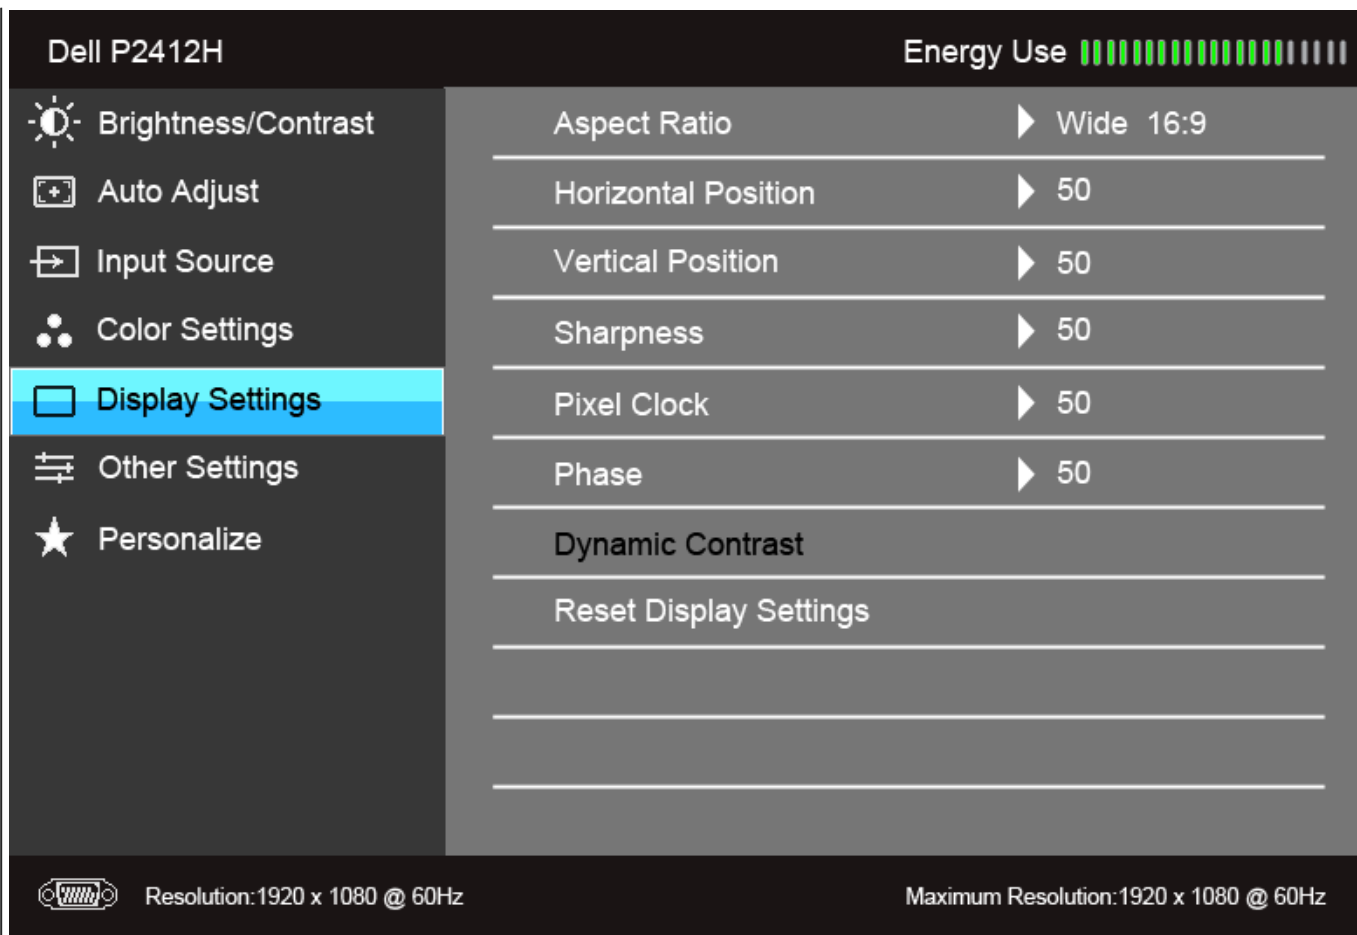 Dell P2412H
Energy Use
Brightness/Contrast
Auto Adjust
Input Source
Color Settings
Display Settings
Other Settings
Personalize
Aspect Ratio Wide 16:9
Horizontal Position 50
Vertical Position 50
Sharpness 50
Pixel Clock 50
Phase 50
Dynamic Contrast
Reset Display Settings
Resolution:1920 x 1080 @ 60Hz
Maximum Resolution:1920 x 1080 @ 60Hz